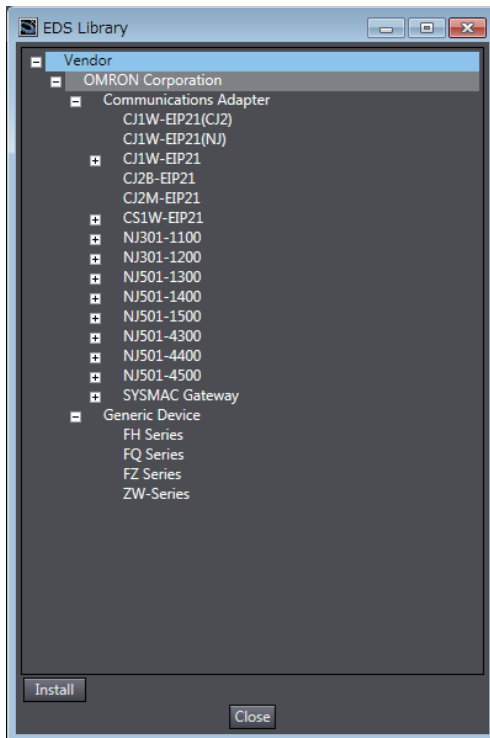 EDS Library
Vendor
OMRON Corporation
Communications Adapter
CJ1W-EIP21(CJ2)
CJ1W-EIP21(NJ)
CJ1W-EIP21
CJ2B-EIP21
CJ2M-EIP21
CS1W-EIP21
NJ301-1100
NJ301-1200
NJ501-1300
NJ501-1400
NJ501-1500
NJ501-4300
NJ501-4400
NJ501-4500
SYSMAC Gateway
Generic Device
FH Series
FQ Series
FZ Series
ZW-Series
Install
Close